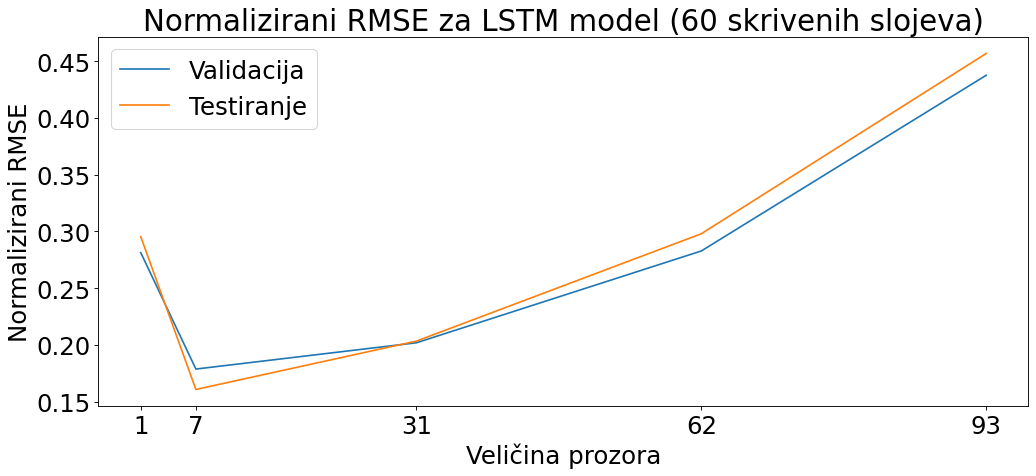 Normalizirani RMSE za LSTM model (60 skrivenih slojeva)
Validacija
Testiranje
Normalizirani RMSE
0.45
0.40
0.35
0.30
0.25
0.20
0.15
1 7 31 62 93
Veličina prozora